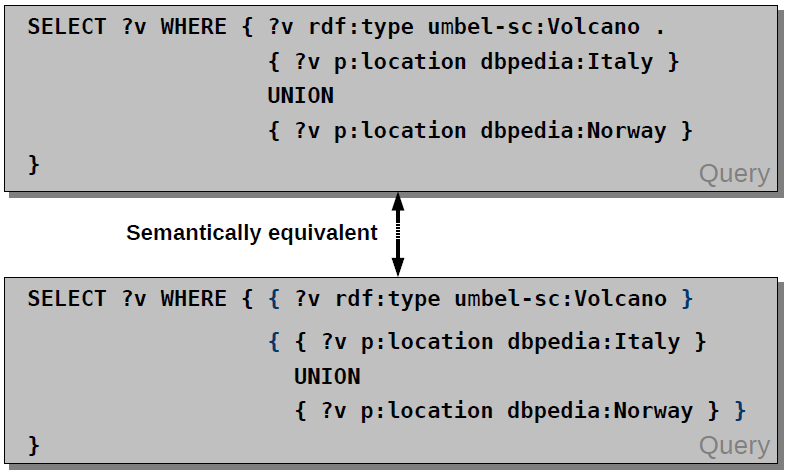 SELECT ?v WHERE { ?v rdf:type umbel-sc:Volcano .
{ ?v p:location dbpedia:Italy }
UNION
{ ?v p:location dbpedia:Norway }
}
Query
Semantically equivalent
SELECT ?v WHERE { { ?v rdf:type umbel-sc:Volcano }
{ { ?v p:location dbpedia:Italy }
UNION
{ ?v p:location dbpedia:Norway } }
}
Query